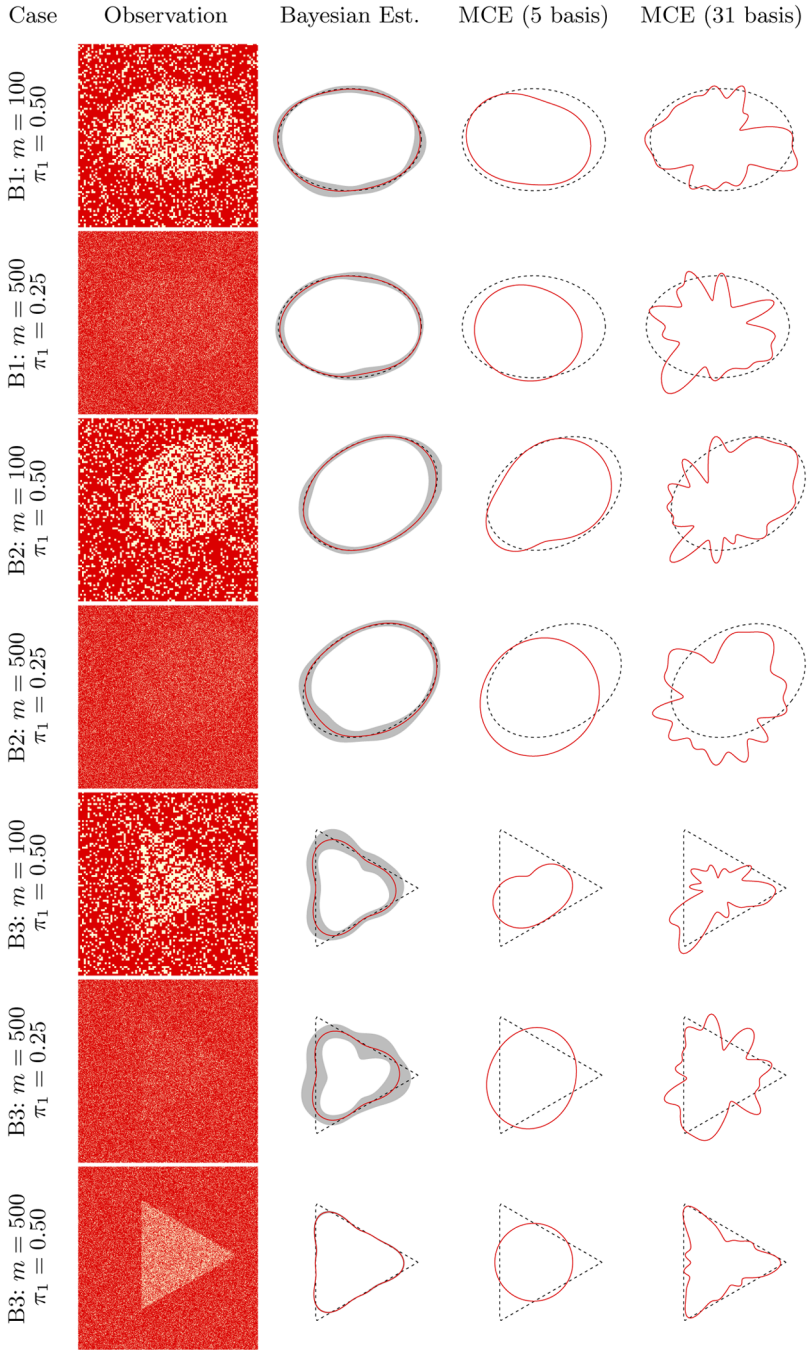 Case Observation Bayesian Est. MCE (5 basis) MCE (31 basis)
B1: m = 100
π₁ = 0.50
B1: m = 500
π₁ = 0.25
B2: m = 100
π₁ = 0.50
B2: m = 500
π₁ = 0.25
B3: m = 100
π₁ = 0.50
B3: m = 500
π₁ = 0.25
B3: m = 500
π₁ = 0.50